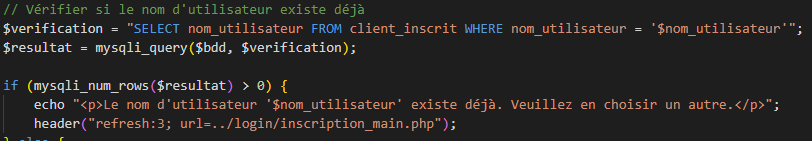 // Vérifier si le nom d'utilisateur existe déjà
$verification = "SELECT nom_utilisateur FROM client_inscrit WHERE nom_utilisateur = '$nom_utilisateur'";
$resultat = mysqli_query($bdd, $verification);

if (mysqli_num_rows($resultat) > 0) {
    echo "<p>Le nom d'utilisateur '$nom_utilisateur' existe déjà. Veuillez en choisir un autre.</p>";
    header("refresh:3; url=../login/inscription_main.php");
} else {